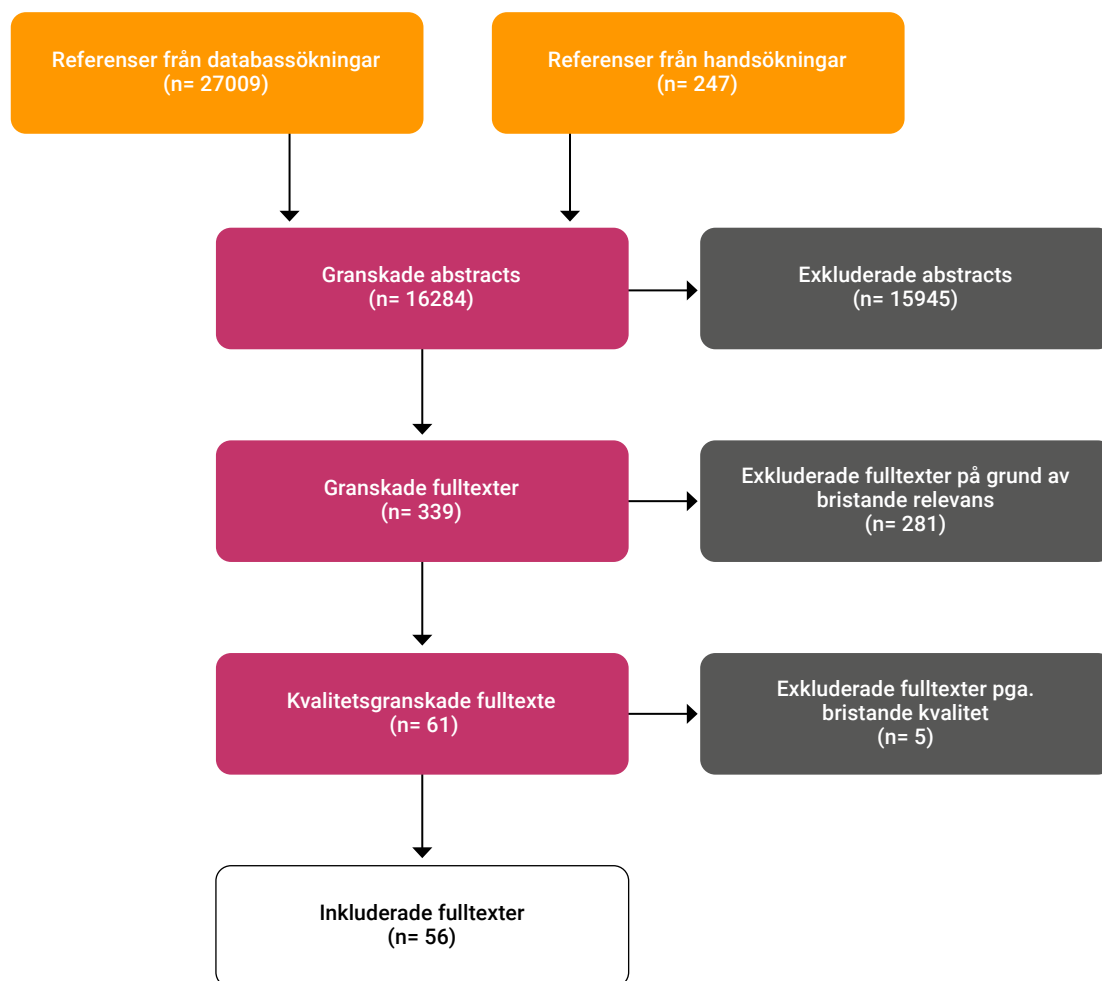 Referenser från databassökningar
(n= 27009)
Referenser från handsökningar
(n= 247)
Granskade abstracts
(n= 16284)
Exkluderade abstracts
(n= 15945)
Granskade fulltexter
(n= 339)
Exkluderade fulltexter på grund av
bristande relevans
(n= 281)
Kvalitetsgranskade fulltexte
(n= 61)
Exkluderade fulltexter pga.
bristande kvalitet
(n= 5)
Inkluderade fulltexter
(n= 56)